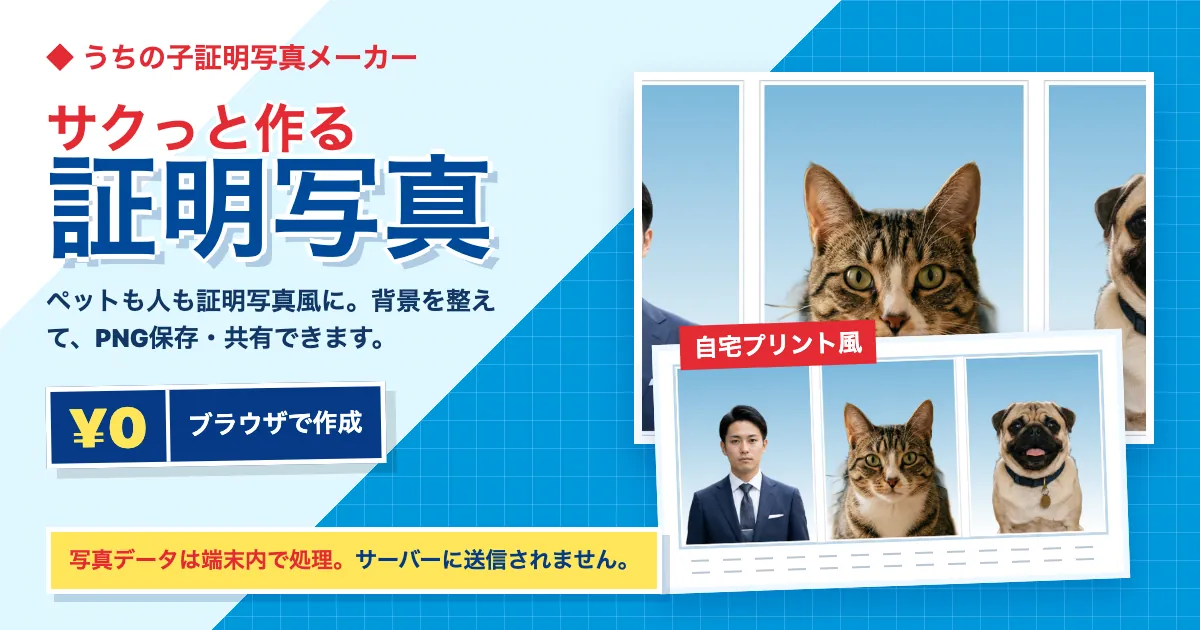 うちの子証明写真メーカー
サクっと作る
証明写真
ペットも人も証明写真風に。背景を整え
て、PNG保存・共有できます。
¥0
ブラウザで作成
写真データは端末内で処理。サーバーに送信されません。
自宅プリント風